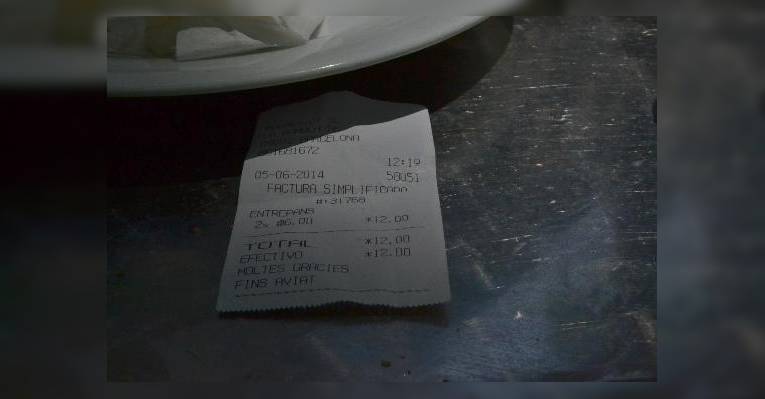 BARCELONA
12:19
05-06-2014 58051
FACTURA SIMPLIFICADA
#131768
ENTREPANS
2x @6.00 *12.00
TOTAL *12.00
EFECTIVO *12.00
MOLTES GRACIES
FINS AVIAT